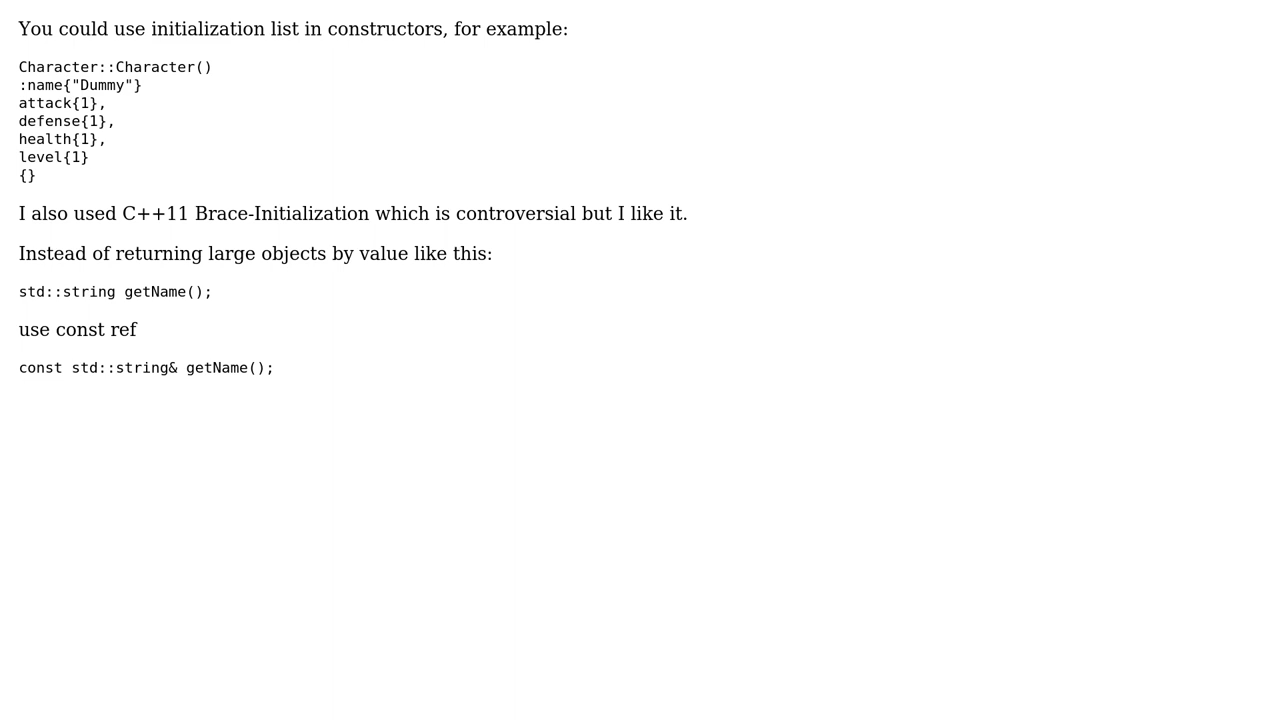 You could use initialization list in constructors, for example:
Character::Character()
:name{"Dummy"}
attack{1},
defense{1},
health{1},
level{1}
{}
I also used C++11 Brace-Initialization which is controversial but I like it.
Instead of returning large objects by value like this:
std::string getName();
use const ref
const std::string& getName();